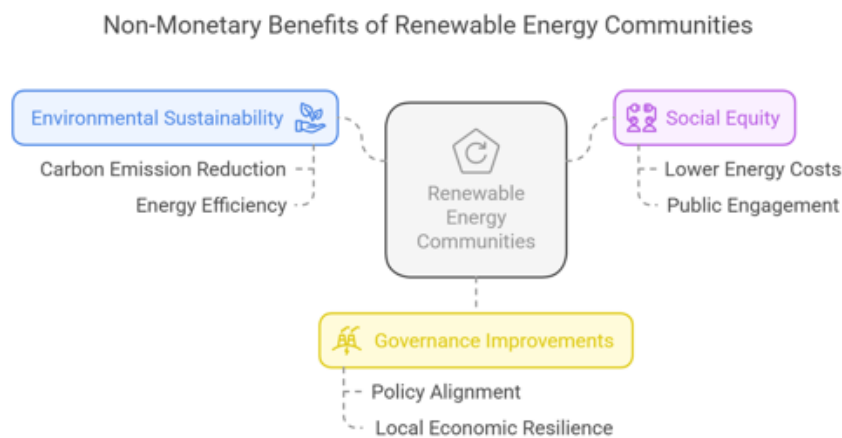 Non-Monetary Benefits of Renewable Energy Communities
Environmental Sustainability
Carbon Emission Reduction
Energy Efficiency
Renewable
Energy
Communities
Social Equity
Lower Energy Costs
Public Engagement
Governance Improvements
Policy Alignment
Local Economic Resilience